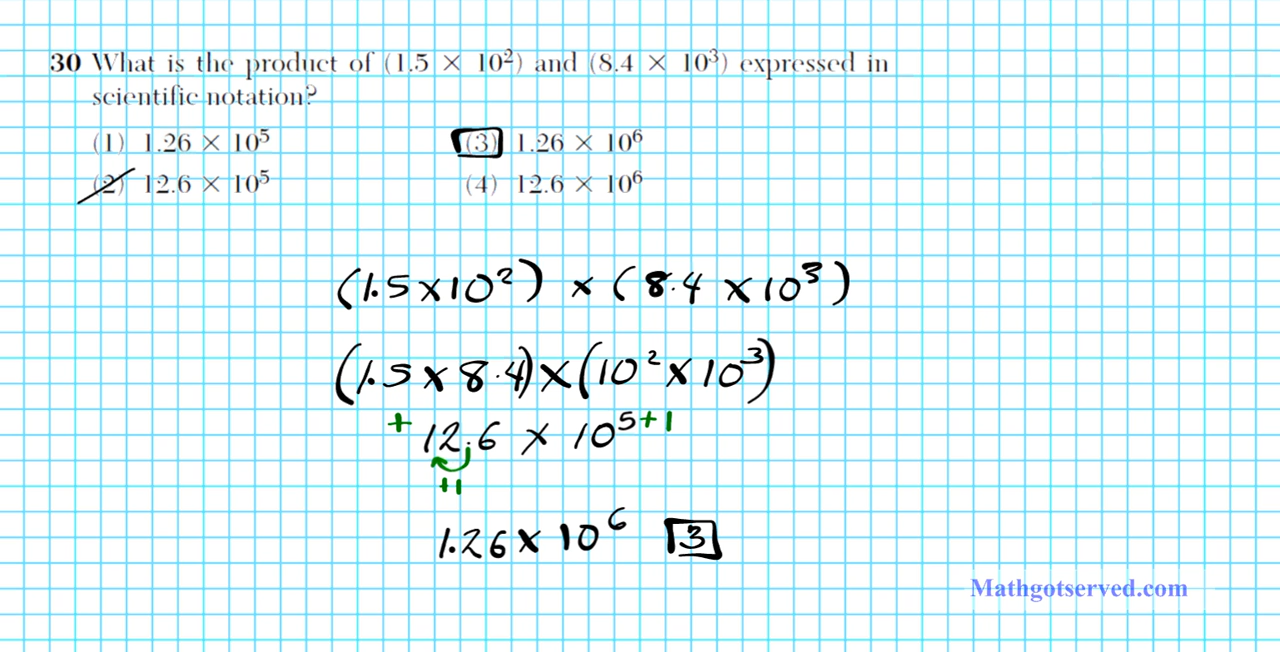 30 What is the product of (1.5 × 10²) and (8.4 × 10³) expressed in
scientific notation?
(1) 1.26 × 10⁵ (3) 1.26 × 10⁶
(2) 12.6 × 10⁵ (4) 12.6 × 10⁶
(1.5×10²) × (8.4 × 10³)
(1.5 × 8.4) × (10² × 10³)
+ 12.6 × 10⁵⁺¹
+1
1.26 × 10⁶ 3
Mathgotserved.com